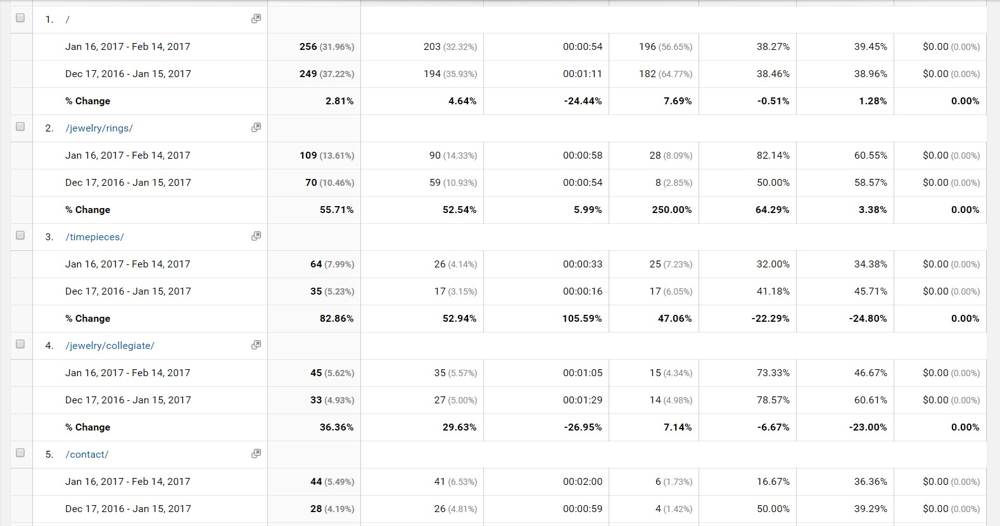 1. /
Jan 16, 2017 - Feb 14, 2017 256 (31.96%) 203 (32.32%) 00:00:54 196 (56.65%) 38.27% 39.45% $0.00 (0.00%)
Dec 17, 2016 - Jan 15, 2017 249 (37.22%) 194 (35.93%) 00:01:11 182 (64.77%) 38.46% 38.96% $0.00 (0.00%)
% Change 2.81% 4.64% -24.44% 7.69% -0.51% 1.28% 0.00%
2. /jewelry/rings/
Jan 16, 2017 - Feb 14, 2017 109 (13.61%) 90 (14.33%) 00:00:58 28 (8.09%) 82.14% 60.55% $0.00 (0.00%)
Dec 17, 2016 - Jan 15, 2017 70 (10.46%) 59 (10.93%) 00:00:54 8 (2.85%) 50.00% 58.57% $0.00 (0.00%)
% Change 55.71% 52.54% 5.99% 250.00% 64.29% 3.38% 0.00%
3. /timepieces/
Jan 16, 2017 - Feb 14, 2017 64 (7.99%) 26 (4.14%) 00:00:33 25 (7.23%) 32.00% 34.38% $0.00 (0.00%)
Dec 17, 2016 - Jan 15, 2017 35 (5.23%) 17 (3.15%) 00:00:16 17 (6.05%) 41.18% 45.71% $0.00 (0.00%)
% Change 82.86% 52.94% 105.59% 47.06% -22.29% -24.80% 0.00%
4. /jewelry/collegiate/
Jan 16, 2017 - Feb 14, 2017 45 (5.62%) 35 (5.57%) 00:01:05 15 (4.34%) 73.33% 46.67% $0.00 (0.00%)
Dec 17, 2016 - Jan 15, 2017 33 (4.93%) 27 (5.00%) 00:01:29 14 (4.98%) 78.57% 60.61% $0.00 (0.00%)
% Change 36.36% 29.63% -26.95% 7.14% -6.67% -23.00% 0.00%
5. /contact/
Jan 16, 2017 - Feb 14, 2017 44 (5.49%) 41 (6.53%) 00:02:00 6 (1.73%) 16.67% 36.36% $0.00 (0.00%)
Dec 17, 2016 - Jan 15, 2017 28 (4.19%) 26 (4.81%) 00:00:59 4 (1.42%) 50.00% 39.29% $0.00 (0.00%)